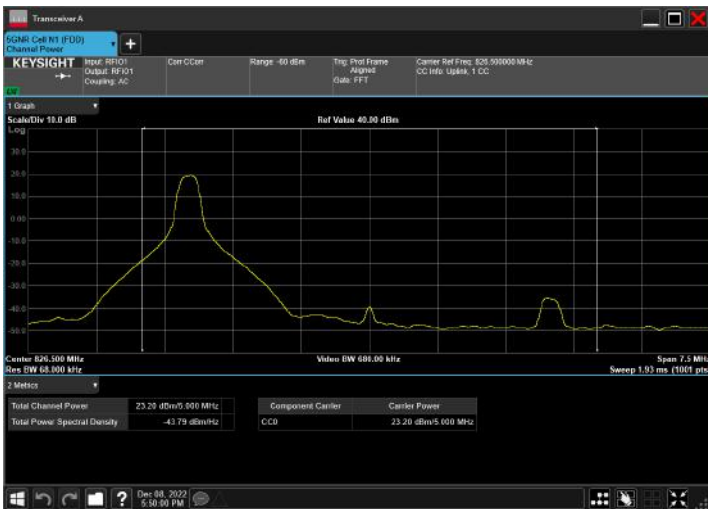 Transceiver A
5GNR Cell N1 (FDD)
Channel Power
KEYSIGHT
Input: RFIO1
Output: RFIO1
Coupling: AC
Corr CCorr
Range: -60 dBm
Trig: Prot Frame
Aligned
Gate: FFT
Carrier Ref Freq: 826.500000 MHz
CC Info: Uplink, 1 CC
1 Graph
Scale/Div 10.0 dB
Ref Value 40.00 dBm
Log
30.0
20.0
10.0
0.00
-10.0
-20.0
-30.0
-40.0
-50.0
Center 826.500 MHz
Video BW 680.00 kHz
Span 7.5 MHz
Res BW 68.000 kHz
Sweep 1.93 ms (1001 pts
2 Metrics
Total Channel Power 23.20 dBm/5.000 MHz
Total Power Spectral Density -43.79 dBm/Hz
Component Carrier Carrier Power
CC0 23.20 dBm/5.000 MHz
?
Dec 08, 2022
5:50:00 PM